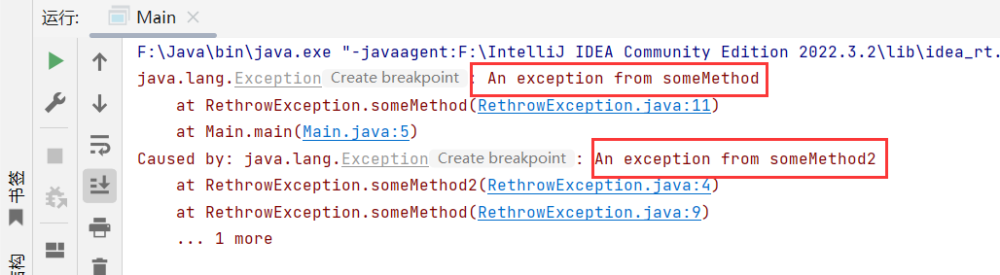 运行:
Main
F:\Java\bin\java.exe "-javaagent:F:\IntelliJ IDEA Community Edition 2022.3.2\lib\idea_rt.
java.lang.Exception Create breakpoint : An exception from someMethod
at RethrowException.someMethod(RethrowException.java:11)
at Main.main(Main.java:5)
Caused by: java.lang.Exception Create breakpoint : An exception from someMethod2
at RethrowException.someMethod2(RethrowException.java:4)
at RethrowException.someMethod(RethrowException.java:9)
... 1 more
书签